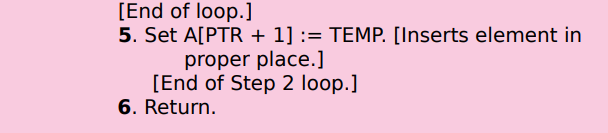 [End of loop.]
5. Set A[PTR + 1] := TEMP. [Inserts element in
proper place.]
[End of Step 2 loop.]
6. Return.